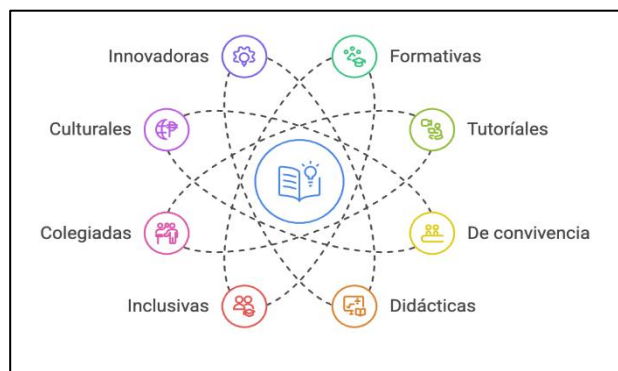 Innovadoras
Formativas
Culturales
Tutoríales
Colegiadas
De convivencia
Inclusivas
Didácticas